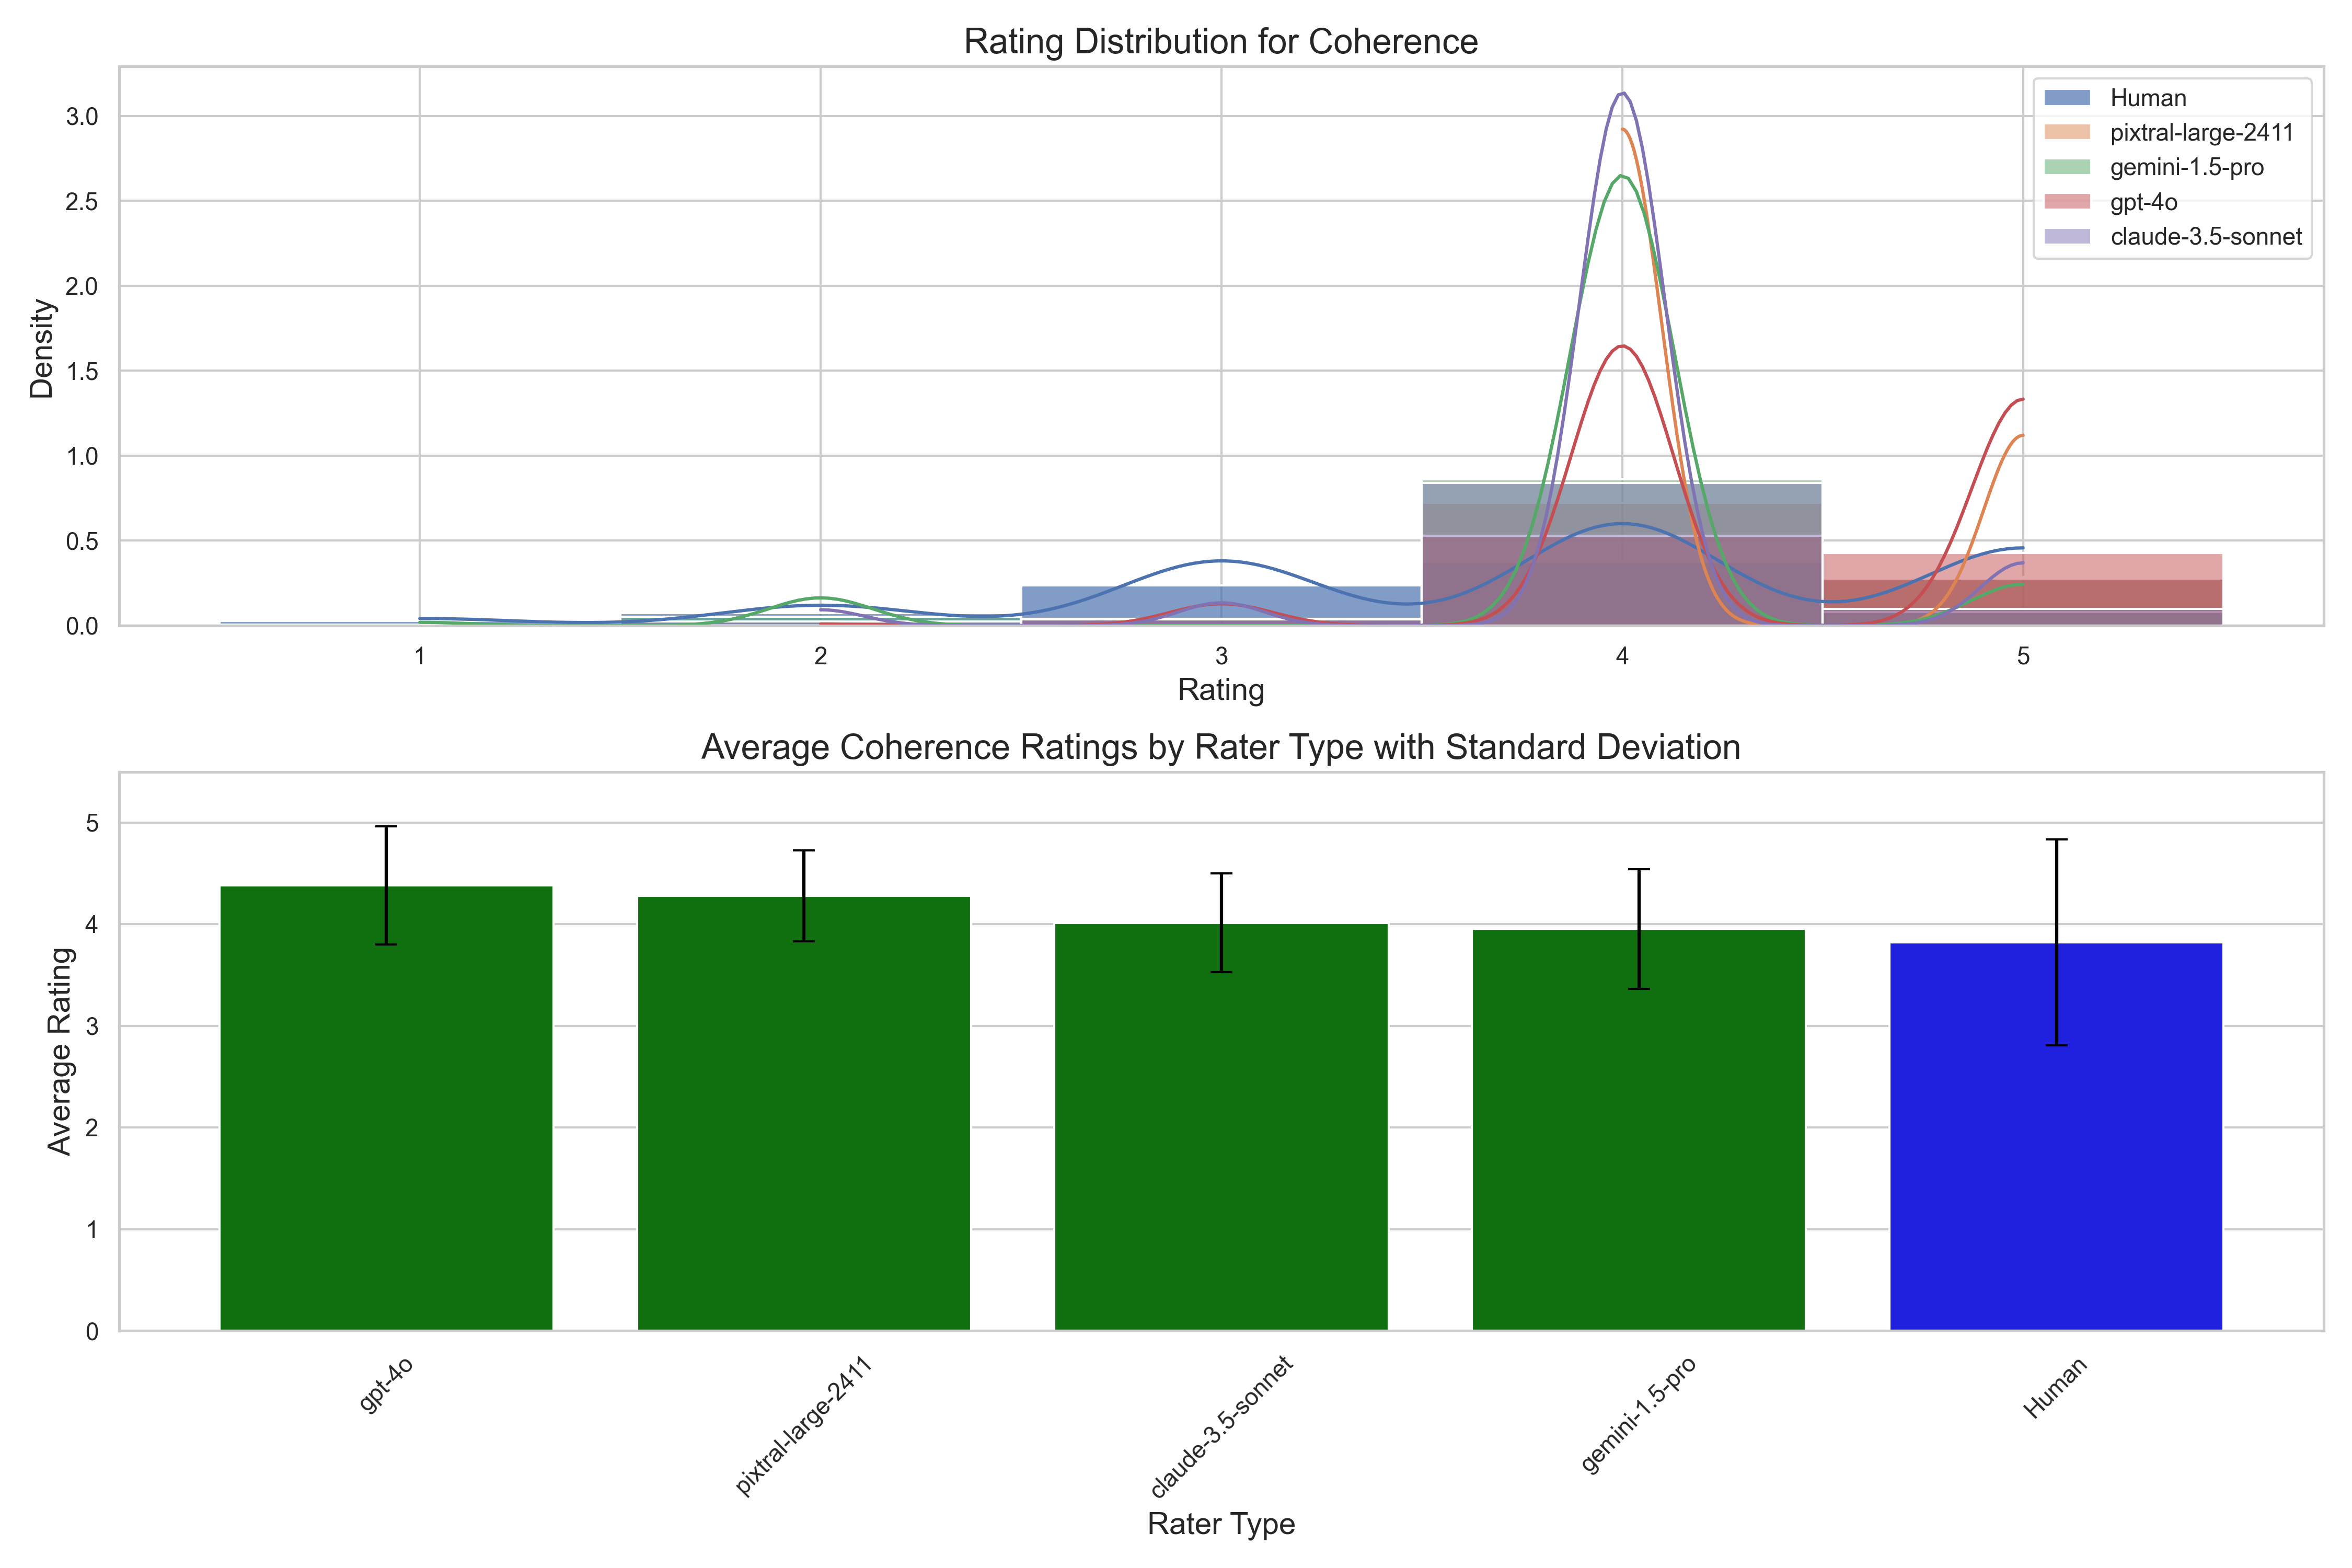 Rating Distribution for Coherence
Density
3.0
2.5
2.0
1.5
1.0
0.5
0.0
Human
pixtral-large-2411
gemini-1.5-pro
gpt-4o
claude-3.5-sonnet
1 2 3 4 5
Rating
Average Coherence Ratings by Rater Type with Standard Deviation
Average Rating
5
4
3
2
1
0
gpt-4o
pixtral-large-2411
claude-3.5-sonnet
gemini-1.5-pro
Human
Rater Type